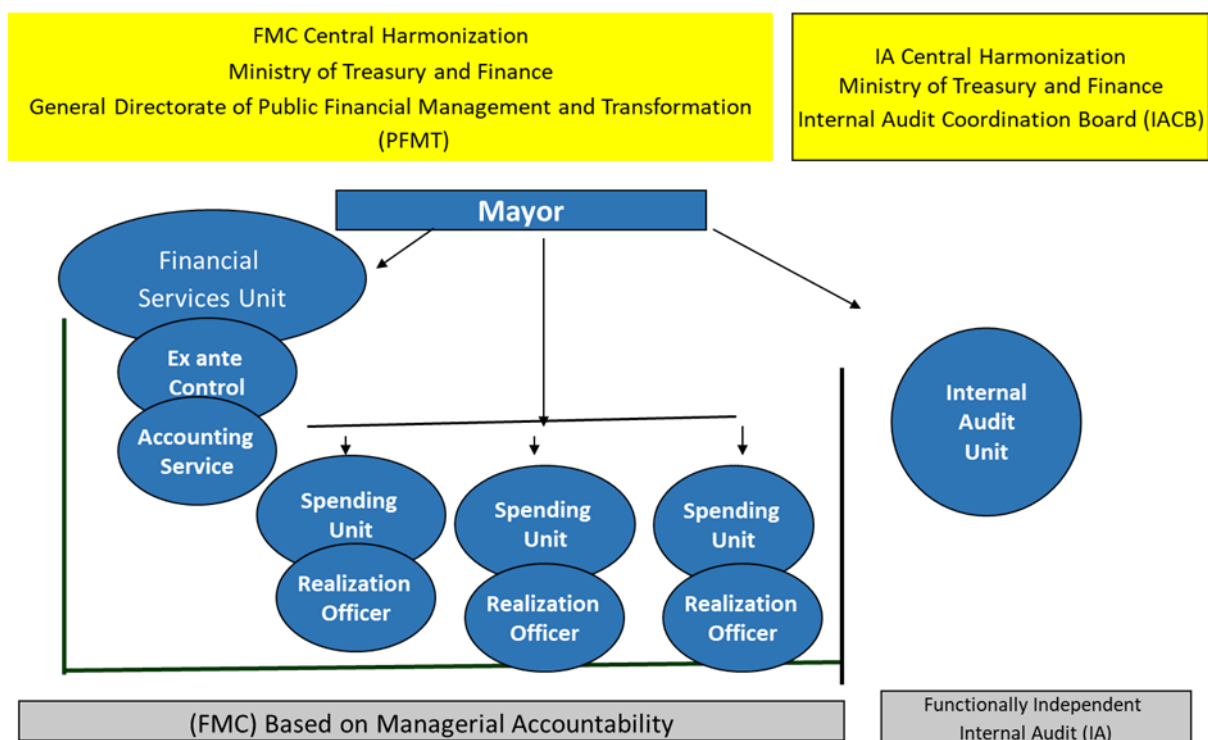 FMC Central Harmonization
Ministry of Treasury and Finance
General Directorate of Public Financial Management and Transformation
(PFMT)
IA Central Harmonization
Ministry of Treasury and Finance
Internal Audit Coordination Board (IACB)
Mayor
Financial
Services Unit
Ex ante
Control
Accounting
Service
Spending
Unit
Realization
Officer
Spending
Unit
Realization
Officer
Spending
Unit
Realization
Officer
Internal
Audit
Unit
(FMC) Based on Managerial Accountability
Functionally Independent
Internal Audit (IA)